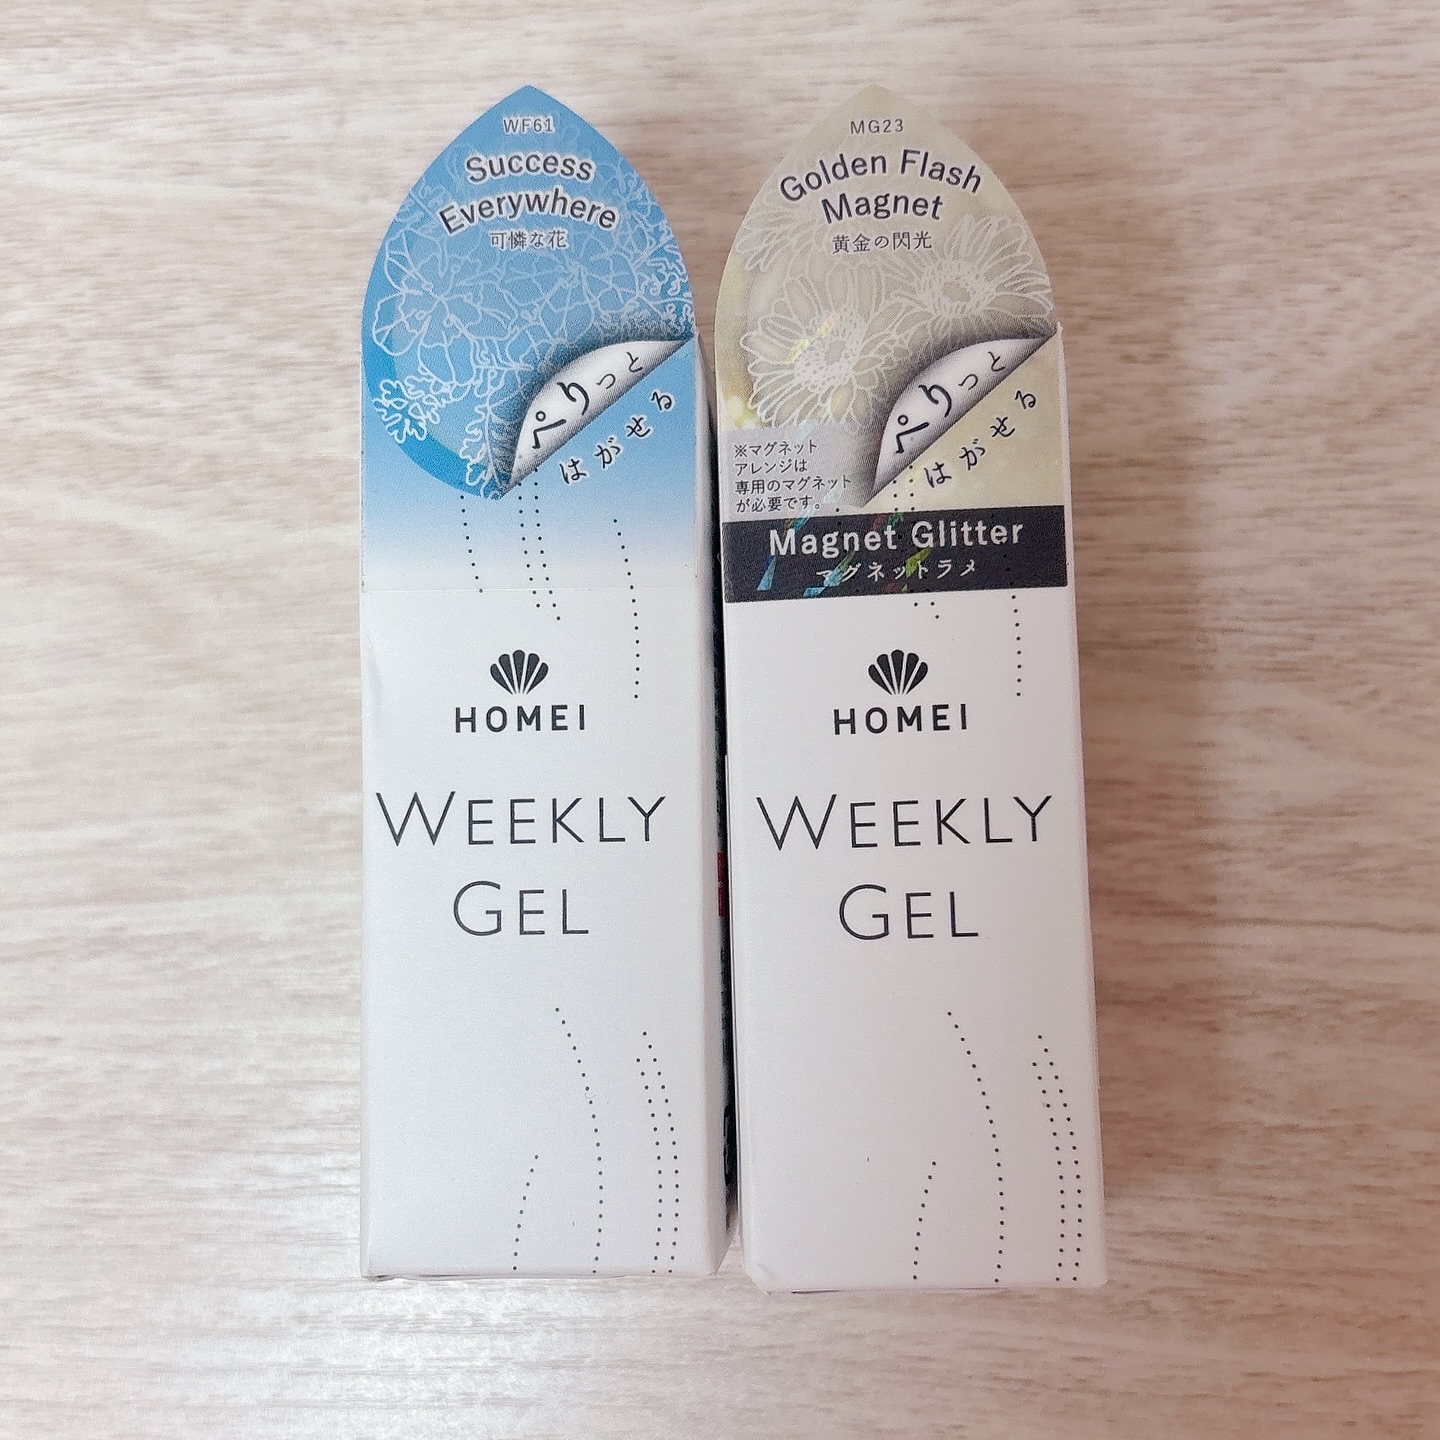 WF61
Success
Everywhere
可憐な花
ぺりっと
はがせる
HOMEI
WEEKLY
GEL
MG23
Golden Flash
Magnet
黄金の閃光
ぺりっと
はがせる
※マグネット
アレンジは
専用のマグネット
が必要です。
Magnet Glitter
マグネットラメ
HOMEI
WEEKLY
GEL